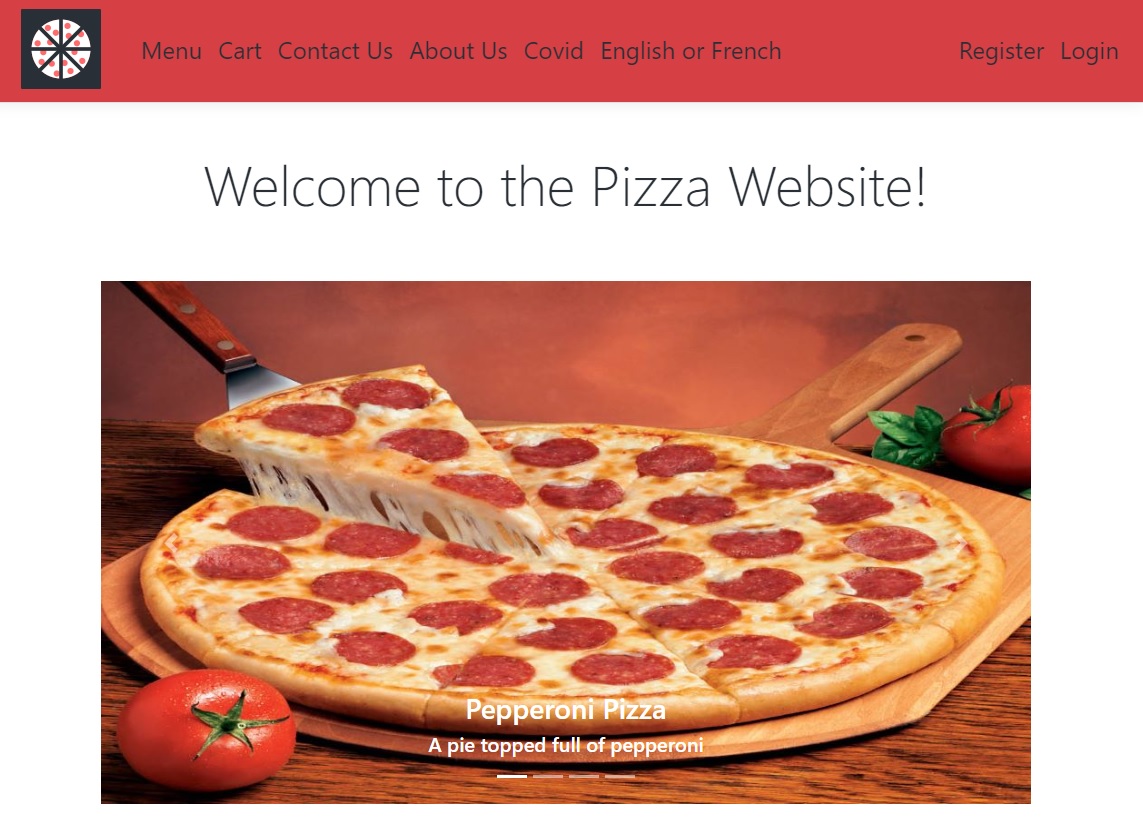 Menu Cart Contact Us About Us Covid English or French Register Login
Welcome to the Pizza Website!
Pepperoni Pizza
A pie topped full of pepperoni